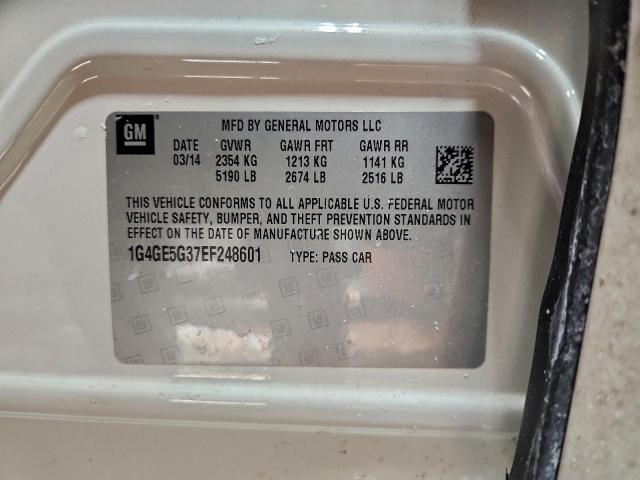 GM
MFD BY GENERAL MOTORS LLC
DATE GVWR GAWR FRT GAWR RR
03/14 2354 KG 1213 KG 1141 KG
5190 LB 2674 LB 2516 LB
THIS VEHICLE CONFORMS TO ALL APPLICABLE U.S. FEDERAL MOTOR
VEHICLE SAFETY, BUMPER, AND THEFT PREVENTION STANDARDS IN
EFFECT ON THE DATE OF MANUFACTURE SHOWN ABOVE.
1G4GE5G37EF248601 TYPE: PASS CAR